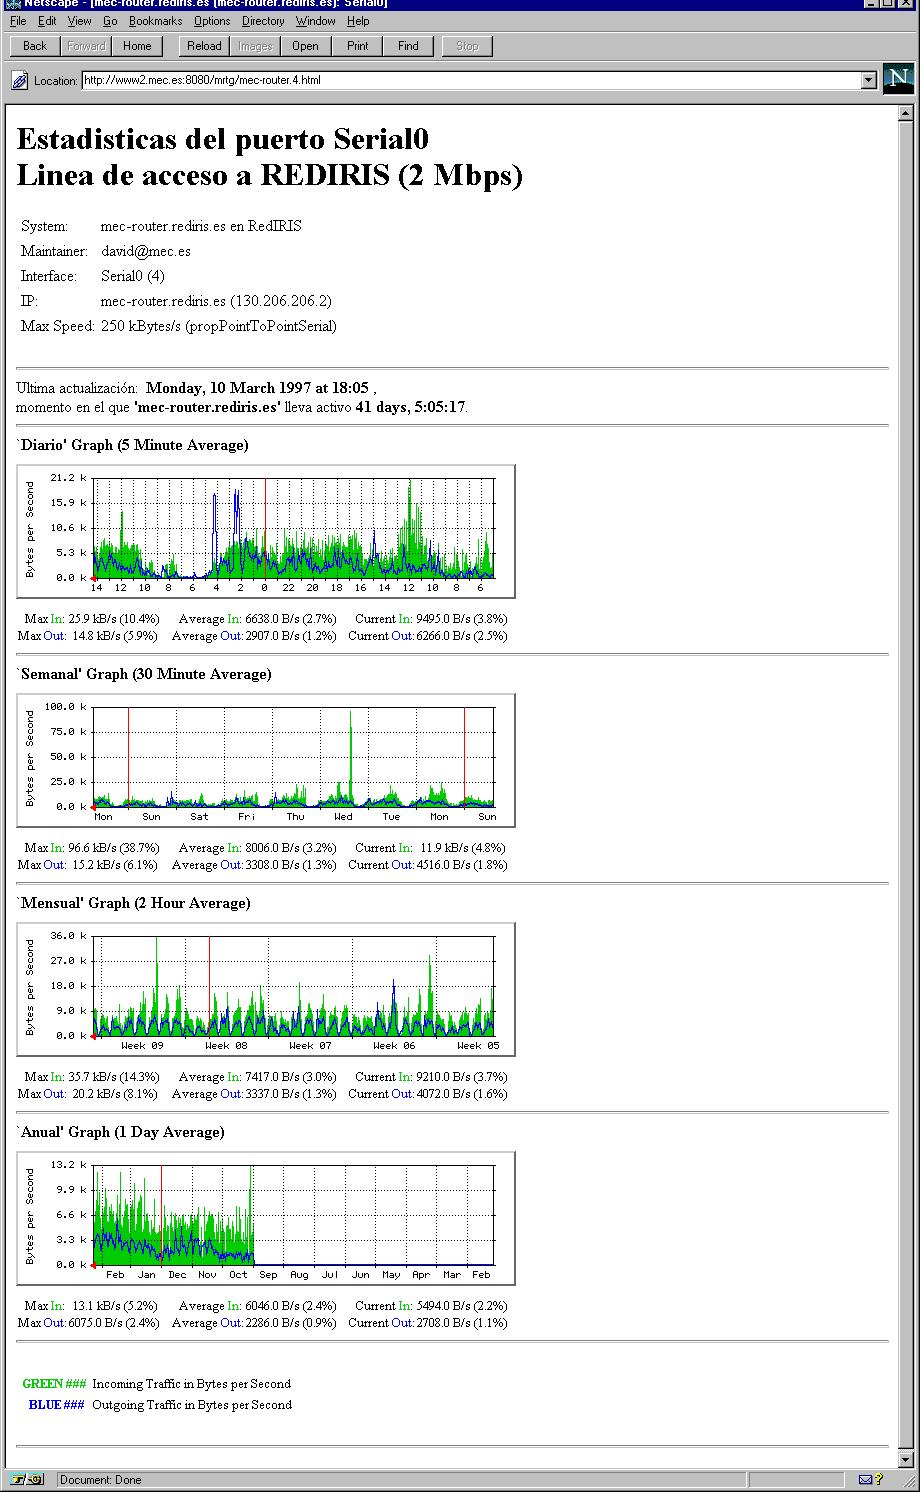 Netscape - [mec-router.rediris.es (mec-router.rediris.es): Serial0]
File Edit View Go Bookmarks Options Directory Window Help
Back Forward Home Reload Images Open Print Find Stop
Location: http://www2.mec.es:8080/mrtg/mec-router.4.html
N
Estadisticas del puerto Serial0
Linea de acceso a REDIRIS (2 Mbps)
System: mec-router.rediris.es en RedIRIS
Maintainer: david@mec.es
Interface: Serial0 (4)
IP: mec-router.rediris.es (130.206.206.2)
Max Speed: 250 kBytes/s (propPointToPointSerial)
Ultima actualización: Monday, 10 March 1997 at 18:05 ,
momento en el que 'mec-router.rediris.es' lleva activo 41 days, 5:05:17.
`Diario' Graph (5 Minute Average)
Bytes per Second
21.2 k
15.9 k
10.6 k
5.3 k
0.0 k
14 12 10 8 6 4 2 0 22 20 18 16 14 12 10 8 6
Max In: 25.9 kB/s (10.4%) Average In: 6638.0 B/s (2.7%) Current In: 9495.0 B/s (3.8%)
Max Out: 14.8 kB/s (5.9%) Average Out: 2907.0 B/s (1.2%) Current Out: 6266.0 B/s (2.5%)
`Semanal' Graph (30 Minute Average)
Bytes per Second
100.0 k
75.0 k
50.0 k
25.0 k
0.0 k
Mon Sun Sat Fri Thu Wed Tue Mon Sun
Max In: 96.6 kB/s (38.7%) Average In: 8006.0 B/s (3.2%) Current In: 11.9 kB/s (4.8%)
Max Out: 15.2 kB/s (6.1%) Average Out: 3308.0 B/s (1.3%) Current Out: 4516.0 B/s (1.8%)
`Mensual' Graph (2 Hour Average)
Bytes per Second
36.0 k
27.0 k
18.0 k
9.0 k
0.0 k
Week 09 Week 08 Week 07 Week 06 Week 05
Max In: 35.7 kB/s (14.3%) Average In: 7417.0 B/s (3.0%) Current In: 9210.0 B/s (3.7%)
Max Out: 20.2 kB/s (8.1%) Average Out: 3337.0 B/s (1.3%) Current Out: 4072.0 B/s (1.6%)
`Anual' Graph (1 Day Average)
Bytes per Second
13.2 k
9.9 k
6.6 k
3.3 k
0.0 k
Feb Jan Dec Nov Oct Sep Aug Jul Jun May Apr Mar Feb
Max In: 13.1 kB/s (5.2%) Average In: 6046.0 B/s (2.4%) Current In: 5494.0 B/s (2.2%)
Max Out: 6075.0 B/s (2.4%) Average Out: 2286.0 B/s (0.9%) Current Out: 2708.0 B/s (1.1%)
GREEN ### Incoming Traffic in Bytes per Second
BLUE ### Outgoing Traffic in Bytes per Second
Document: Done
?